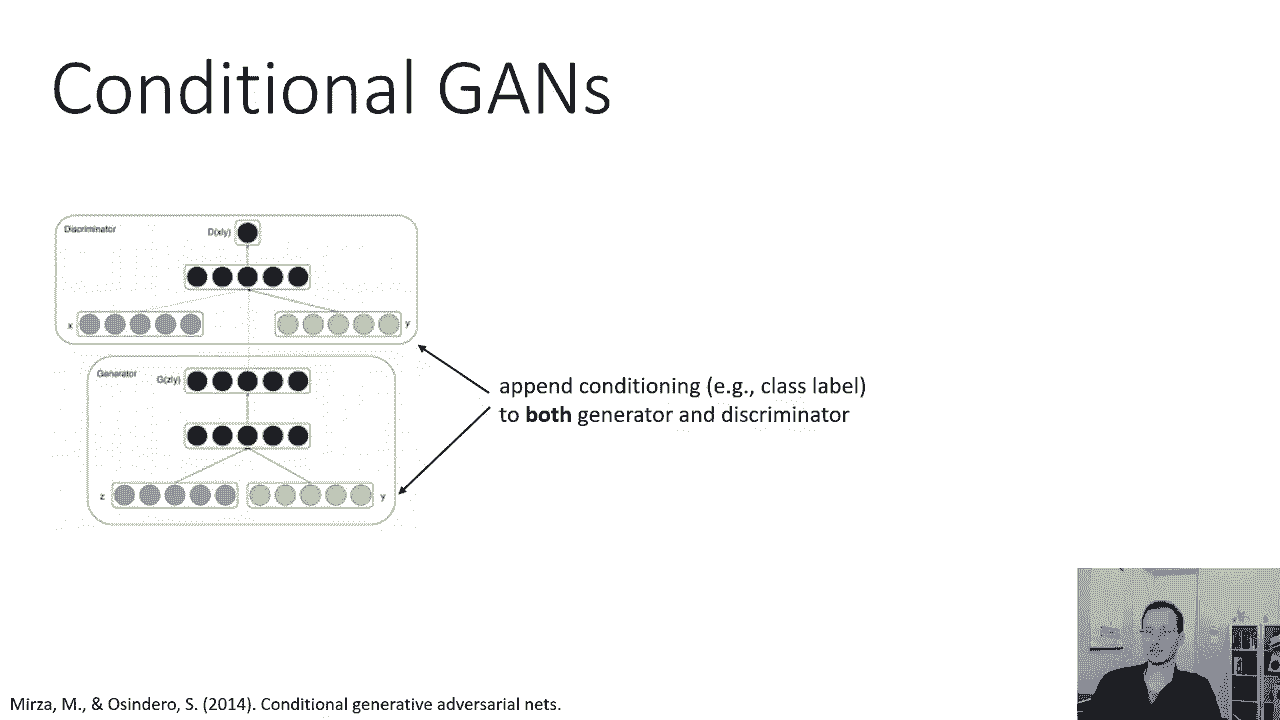 Conditional GANs
Discriminator
D(x|y)
x
y
Generator
G(z|y)
z
y
append conditioning (e.g., class label)
to both generator and discriminator
Mirza, M., & Osindero, S. (2014). Conditional generative adversarial nets.